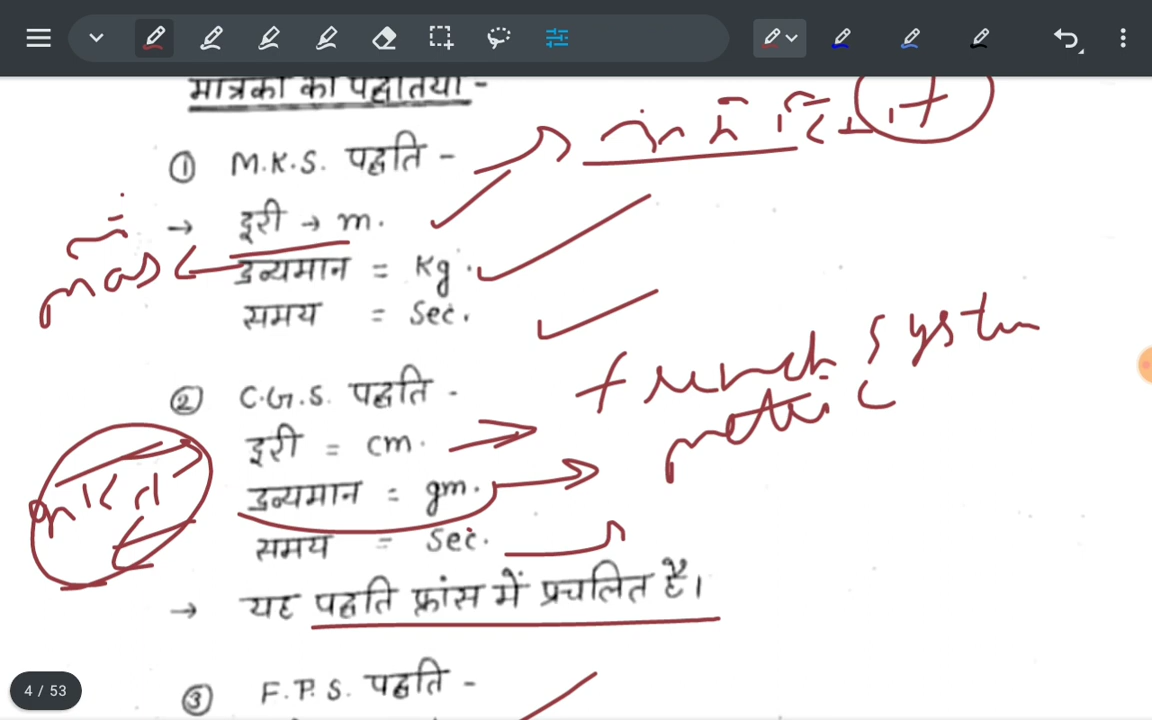 मात्रकों की पद्धतियाँ -
① M.K.S. पद्धति -
→ दूरी → m.
mas
द्रव्यमान = Kg.
समय = Sec.
french system
metric
② C.G.S. पद्धति -
दूरी = cm.
द्रव्यमान = gm.
समय = Sec.
→ यह पद्धति फ्रांस में प्रचलित है।
③ F.P.S. पद्धति -
4 / 53